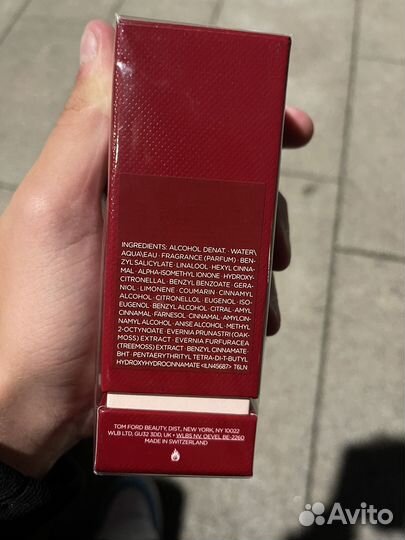 INGREDIENTS: ALCOHOL DENAT. • WATER\
AQUA\EAU • FRAGRANCE (PARFUM) • BEN-
ZYL SALICYLATE • LINALOOL • HEXYL CINNA-
MAL • ALPHA-ISOMETHYL IONONE • HYDROXY-
CITRONELLAL • BENZYL BENZOATE • GERA-
NIOL • LIMONENE • COUMARIN • CINNAMYL
ALCOHOL • CITRONELLOL • EUGENOL • ISO-
EUGENOL • BENZYL ALCOHOL • CITRAL • AMYL
CINNAMAL • FARNESOL • CINNAMAL • AMYLCIN-
NAMYL ALCOHOL • ANISE ALCOHOL • METHYL
2-OCTYNOATE • EVERNIA PRUNASTRI (OAK-
MOSS) EXTRACT • EVERNIA FURFURACEA
(TREEMOSS) EXTRACT • BENZYL CINNAMATE •
BHT • PENTAERYTHRITYL TETRA-DI-T-BUTYL
HYDROXYHYDROCINNAMATE <ILN45687> T6LN
TOM FORD BEAUTY, DIST., NEW YORK, NY 10022
WLB LTD, GU32 3DD, UK • WLBS NV, OEVEL BE-2260
MADE IN SWITZERLAND
Avito